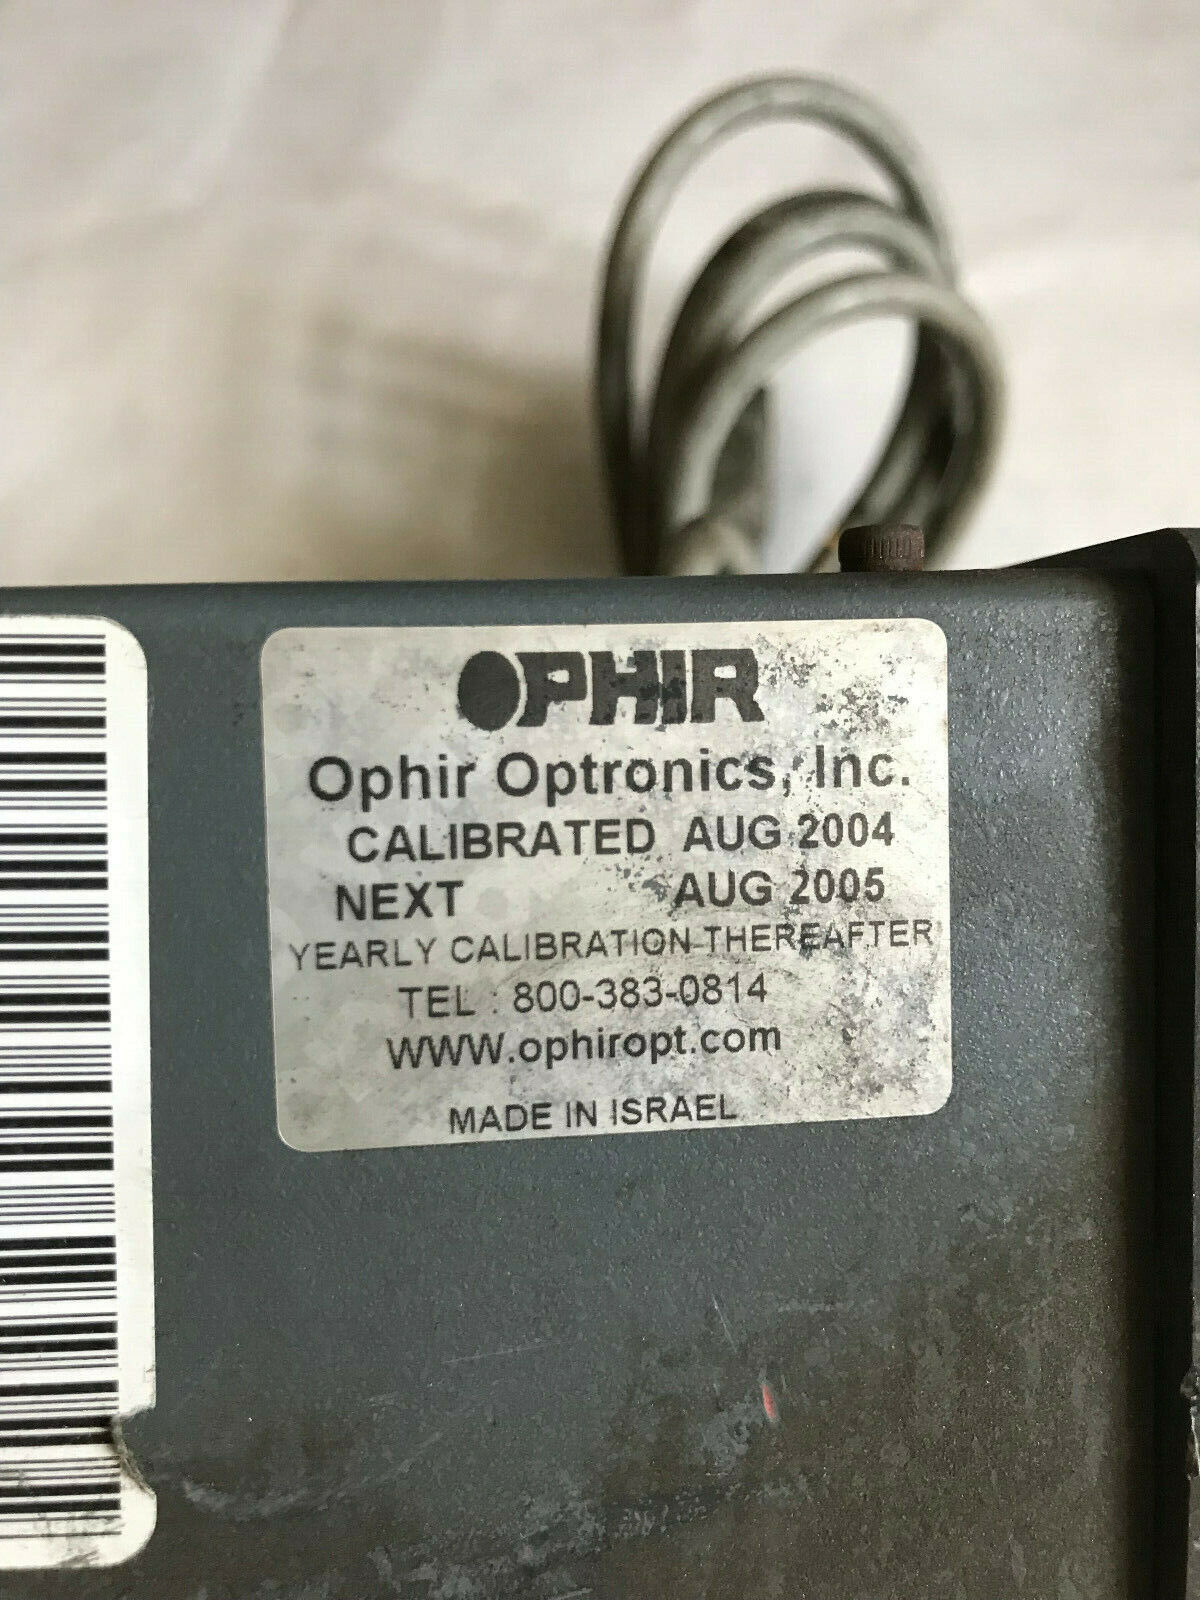 OPHIR
Ophir Optronics, Inc.
CALIBRATED AUG 2004
NEXT AUG 2005
YEARLY CALIBRATION THEREAFTER
TEL : 800-383-0814
WWW.ophiropt.com
MADE IN ISRAEL